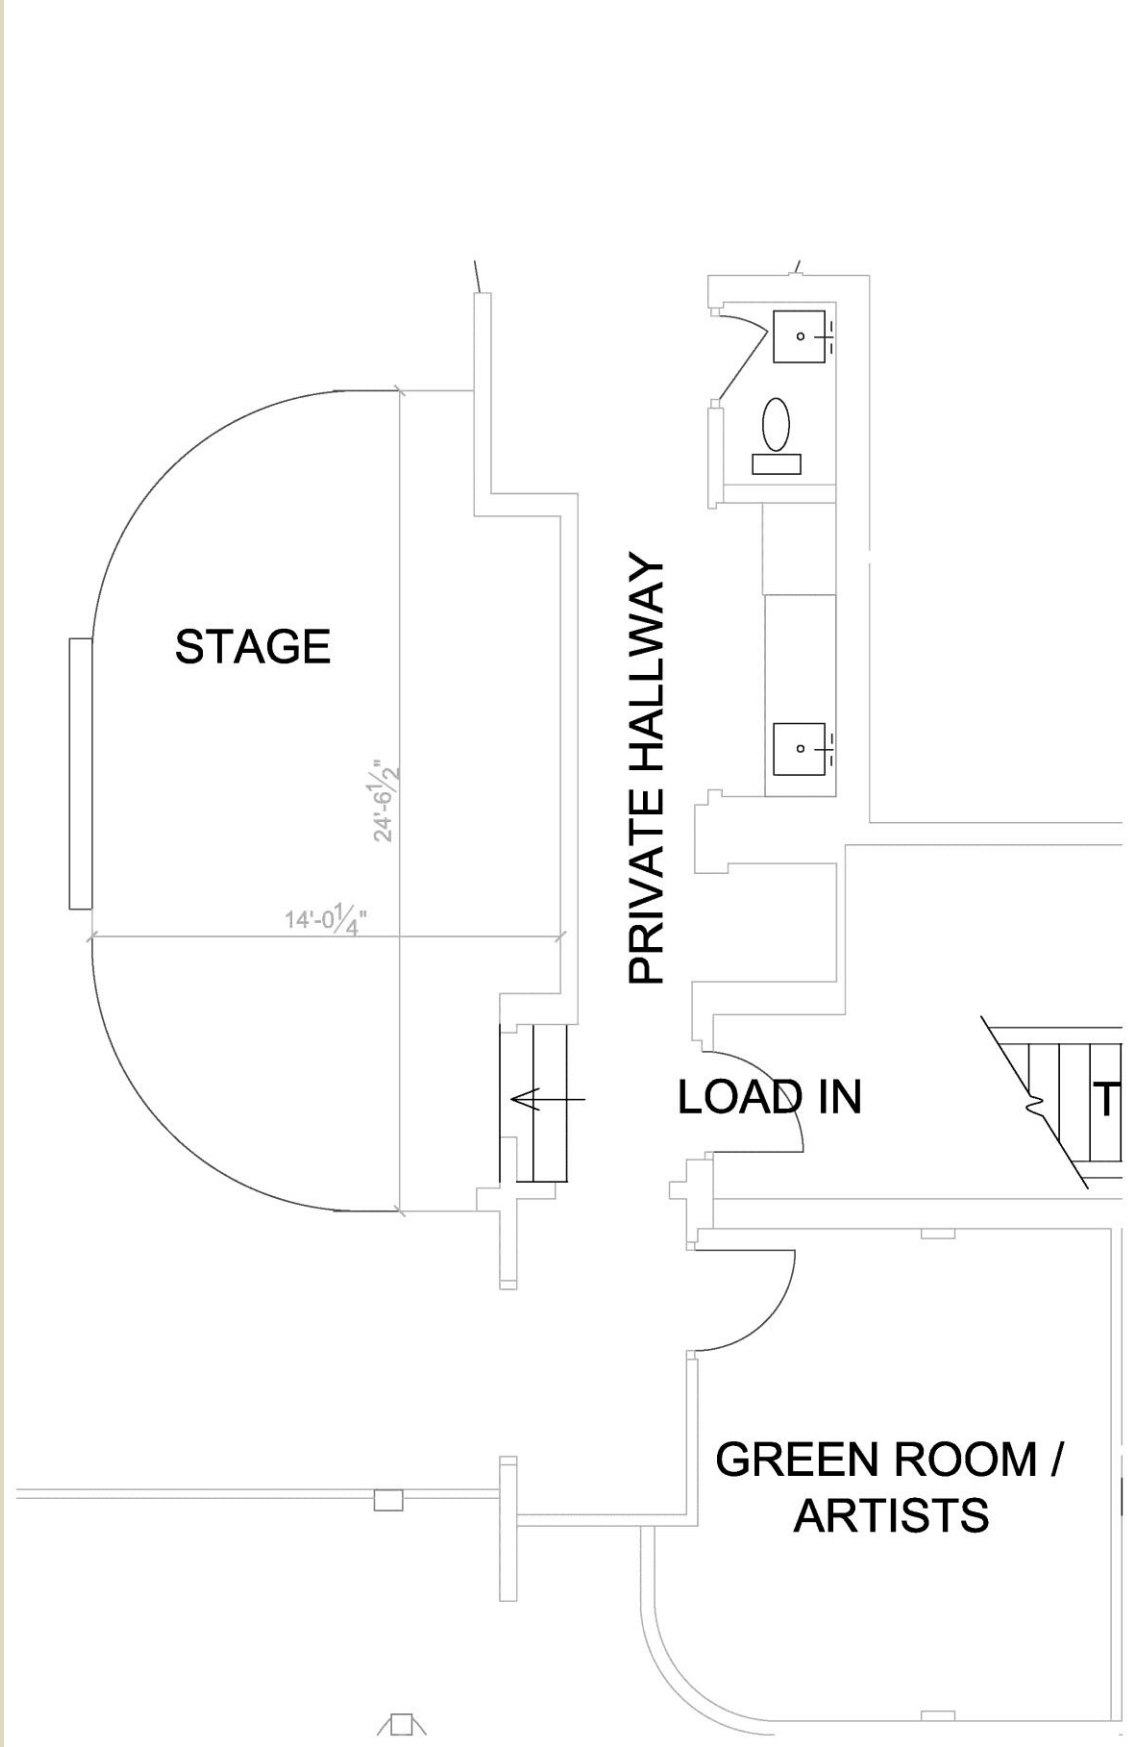 STAGE
PRIVATE HALLWAY
24'-6½"
14'-0¼"
LOAD IN
T
GREEN ROOM /
ARTISTS